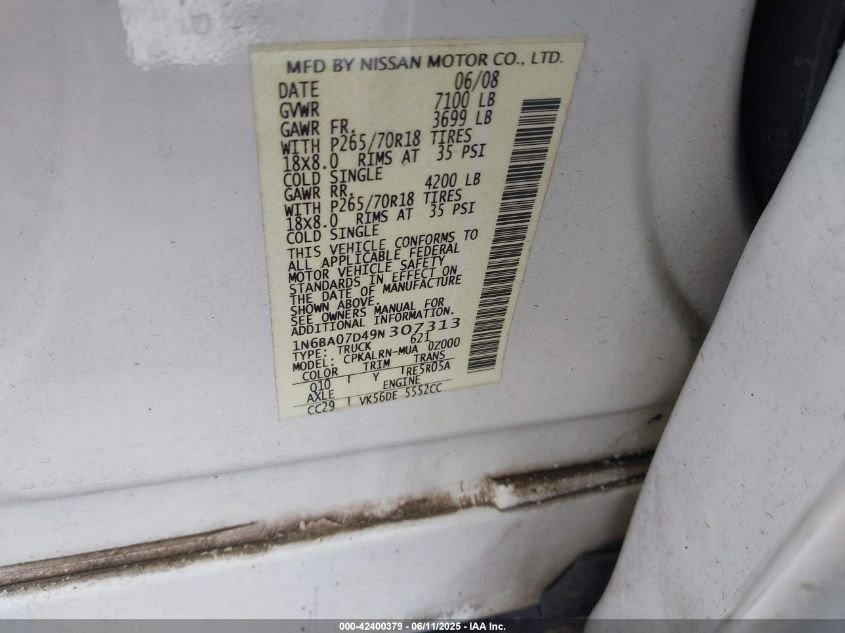 MFD BY NISSAN MOTOR CO., LTD.
DATE 06/08
GVWR 7100 LB
GAWR FR. 3699 LB
WITH P265/70R18 TIRES
18X8.0 RIMS AT 35 PSI
COLD SINGLE
GAWR RR. 4200 LB
WITH P265/70R18 TIRES
18X8.0 RIMS AT 35 PSI
COLD SINGLE
THIS VEHICLE CONFORMS TO
ALL APPLICABLE FEDERAL
MOTOR VEHICLE SAFETY
STANDARDS IN EFFECT ON
THE DATE OF MANUFACTURE
SHOWN ABOVE.
SEE OWNERS MANUAL FOR
ADDITIONAL INFORMATION.
1N6BA07D49N307313
TYPE: TRUCK 621
MODEL: CPKALRN-MUA 0Z000
COLOR TRIM TRANS
Q10 Y RE5R05A
AXLE ENGINE
CC29 VK56DE 5552CC
000-42400379 - 06/11/2025 - IAA Inc.